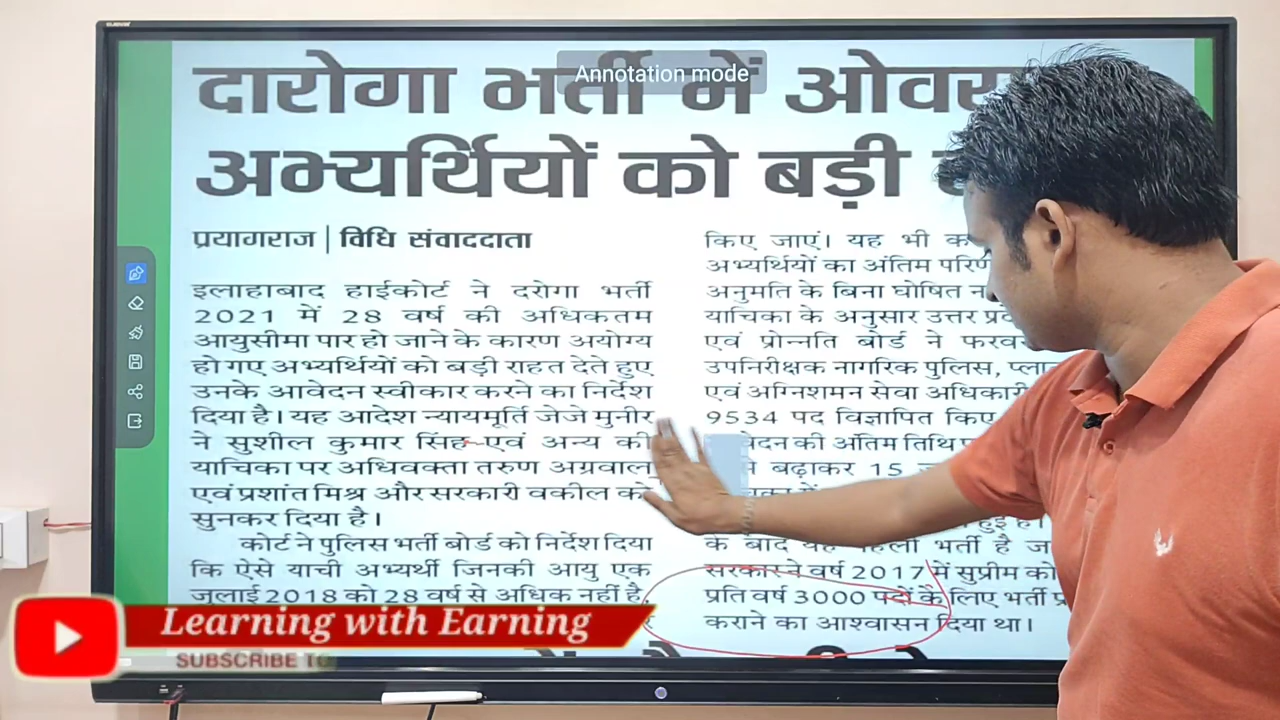 Annotation mode
दारोगा भर्ती में
अभ्यर्थियों को बड़ी
प्रयागराज | विधि संवाददाता
इलाहाबाद हाईकोर्ट ने दरोगा भर्ती
2021 में 28 वर्ष की अधिकतम
आयुसीमा पार हो जाने के कारण अयोग्य
हो गए अभ्यर्थियों को बड़ी राहत देते हुए
उनके आवेदन स्वीकार करने का निर्देश
दिया है। यह आदेश न्यायमूर्ति जेजे मुनीर
ने सुशील कुमार सिंह एवं अन्य की
याचिका पर अधिवक्ता तरुण अग्रवाल
एवं प्रशांत मिश्र और सरकारी वकील को
सुनकर दिया है।
कोर्ट ने पुलिस भर्ती बोर्ड को निर्देश दिया
कि ऐसे याची अभ्यर्थी जिनकी आयु एक
जुलाई 2018 को 28 वर्ष से अधिक नहीं है,
किए जाएं। यह भी
अभ्यर्थियों का अंतिम
अनुमति के बिना घोषित
याचिका के अनुसार उत्तर
एवं प्रोन्नति बोर्ड ने
उपनिरीक्षक नागरिक पुलिस,
एवं अग्निशमन सेवा अधिकारी
9534 पद विज्ञापित किए
की अंतिम तिथि
बढ़ाकर 15
के बाद यह पहली भर्ती है
सरकार ने वर्ष 2017 में सुप्रीम
प्रति वर्ष 3000 पदों के लिए भर्ती
कराने का आश्वासन दिया था।
Learning with Earning
SUBSCRIBE